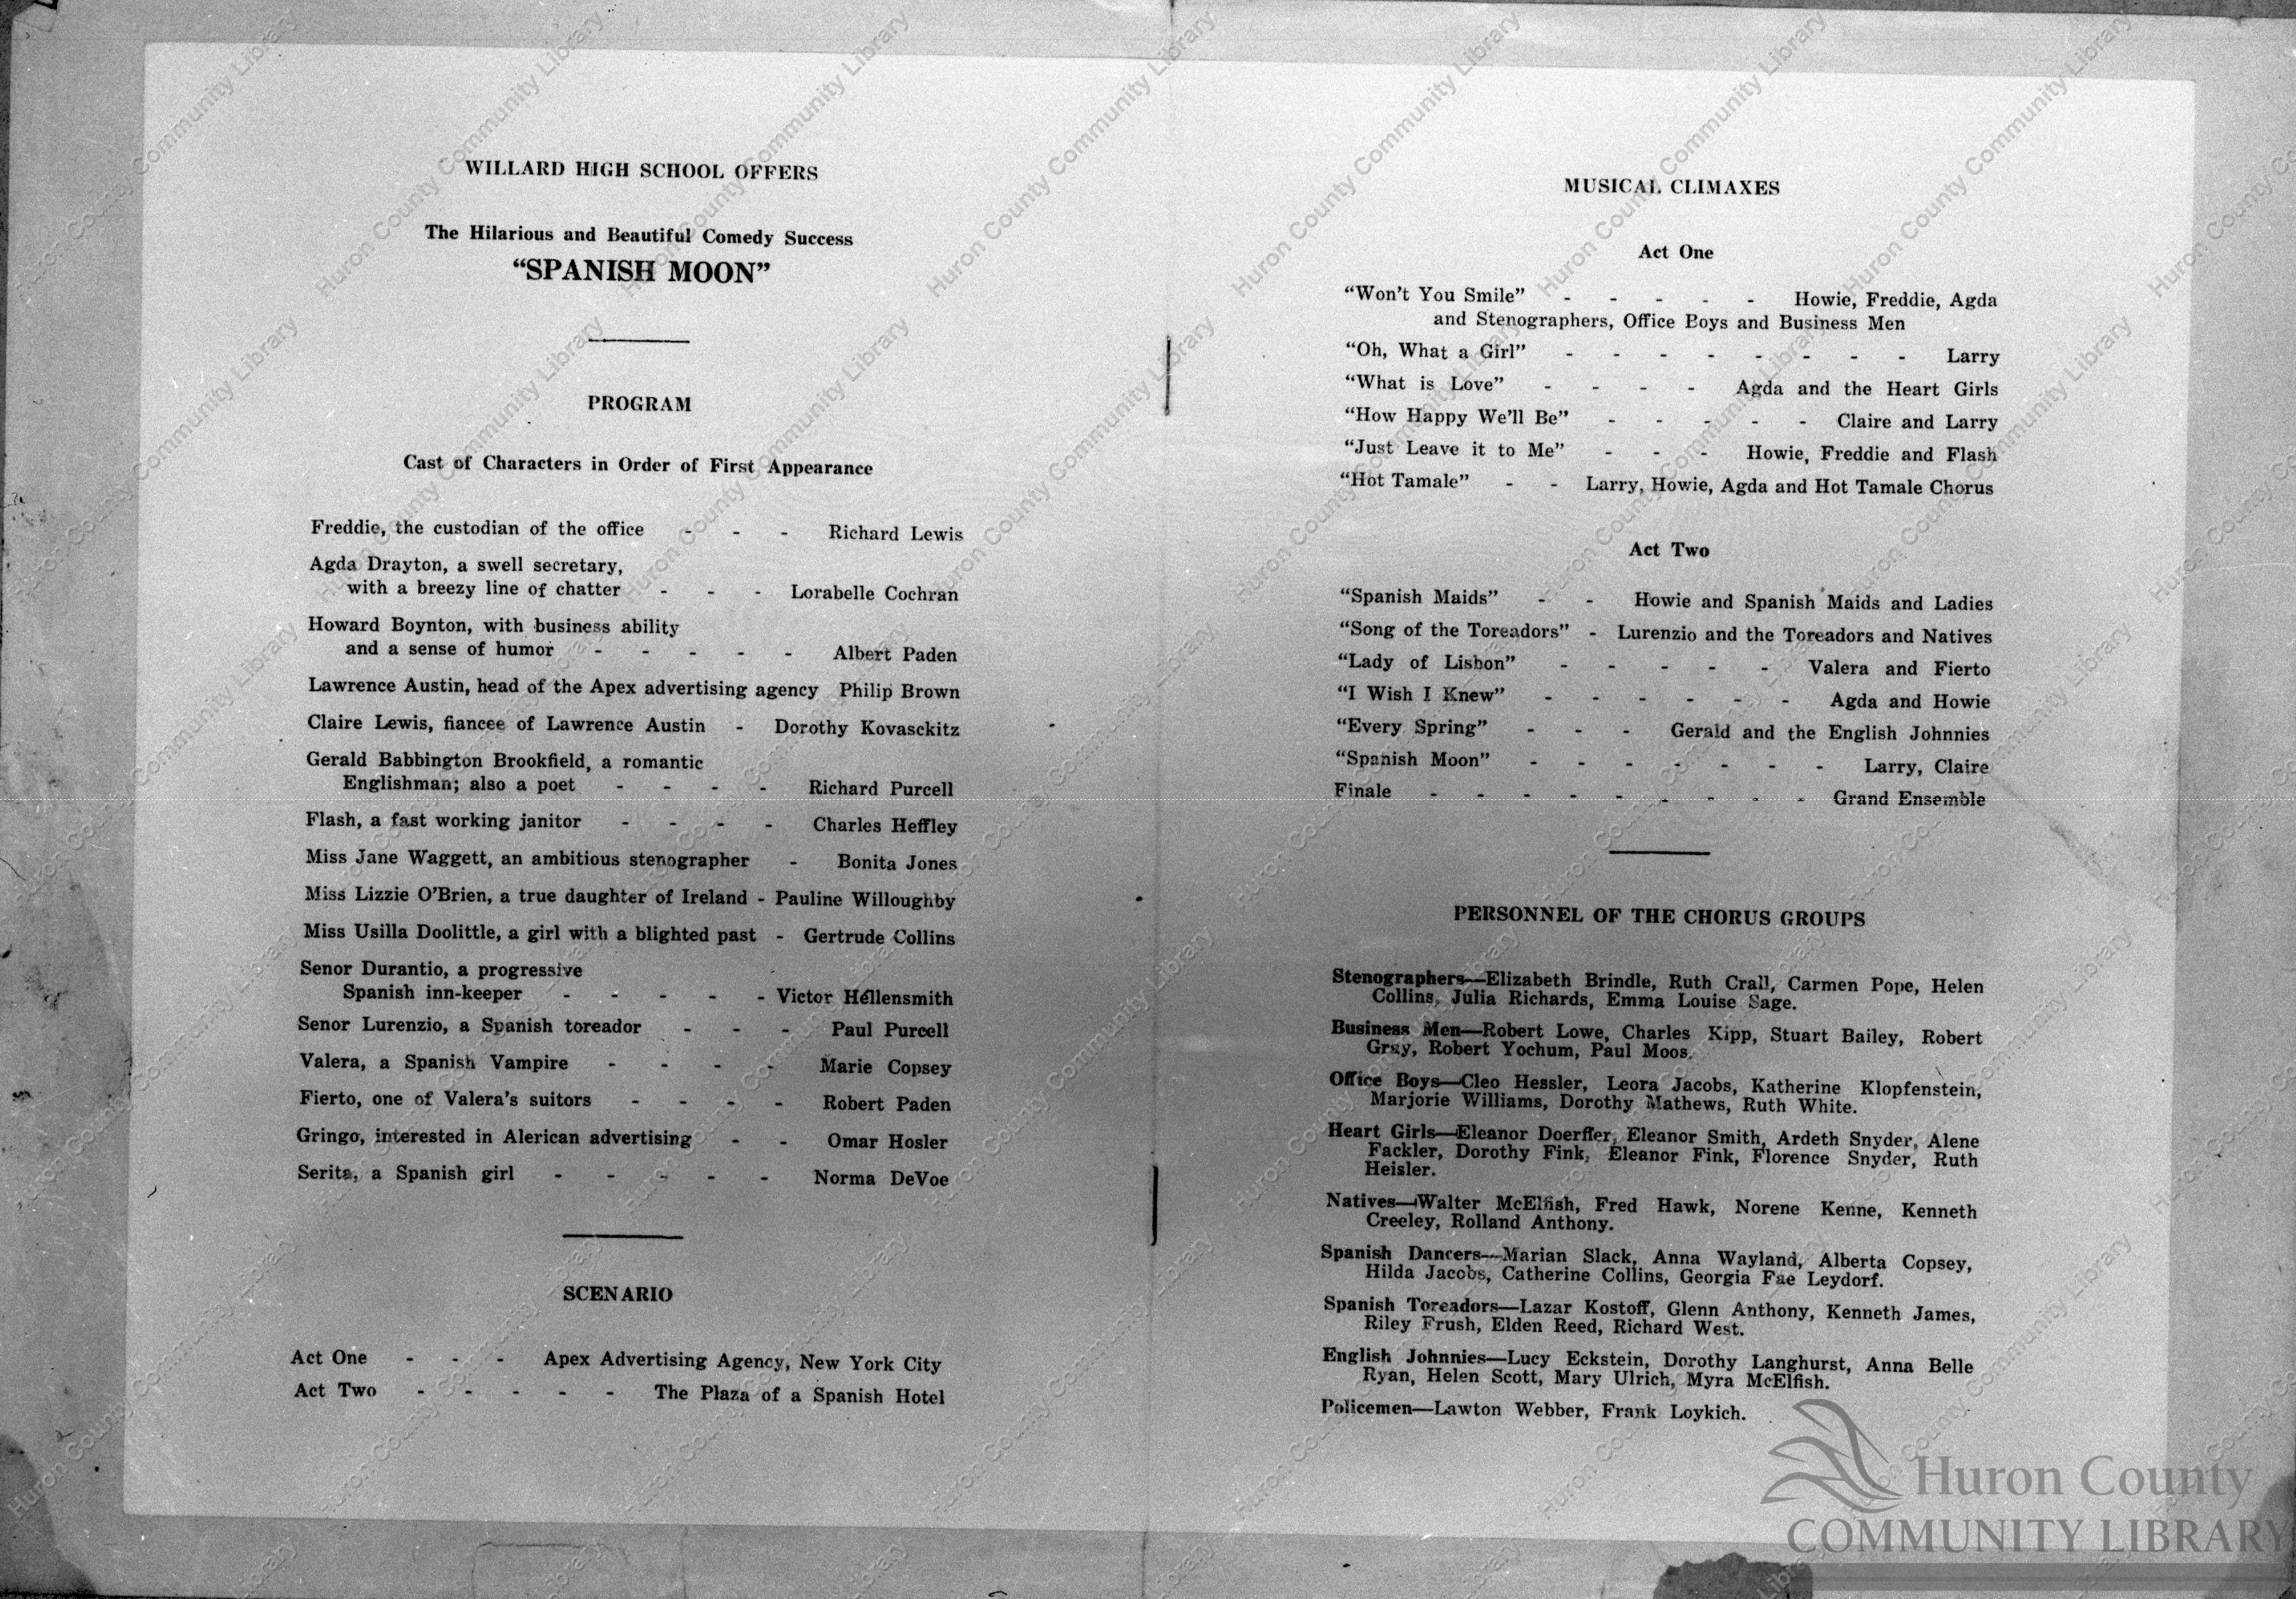 WILLARD HIGH SCHOOL OFFERS
The Hilarious and Beautiful Comedy Success
"SPANISH MOON"
PROGRAM
Cast of Characters in Order of First Appearance
Freddie, the custodian of the office - - - Richard Lewis
Agda Drayton, a swell secretary,
with a breezy line of chatter - - - Lorabelle Cochran
Howard Boynton, with business ability
and a sense of humor - - - - - Albert Paden
Lawrence Austin, head of the Apex advertising agency Philip Brown
Claire Lewis, fiancee of Lawrence Austin - Dorothy Kovasckitz
Gerald Babbington Brookfield, a romantic
Englishman; also a poet - - - - Richard Purcell
Flash, a fast working janitor - - - - Charles Heffley
Miss Jane Waggett, an ambitious stenographer - Bonita Jones
Miss Lizzie O'Brien, a true daughter of Ireland - Pauline Willoughby
Miss Usilla Doolittle, a girl with a blighted past - Gertrude Collins
Senor Durantio, a progressive
Spanish inn-keeper - - - - - Victor Hellensmith
Senor Lurenzio, a Spanish toreador - - - Paul Purcell
Valera, a Spanish Vampire - - - - Marie Copsey
Fierto, one of Valera's suitors - - - - Robert Paden
Gringo, interested in Alerican advertising - - Omar Hosler
Serita, a Spanish girl - - - - - Norma DeVoe
SCENARIO
Act One - - - Apex Advertising Agency, New York City
Act Two - - - - - The Plaza of a Spanish Hotel
MUSICAL CLIMAXES
Act One
"Won't You Smile" - - - - - Howie, Freddie, Agda
and Stenographers, Office Boys and Business Men
"Oh, What a Girl" - - - - - - - - Larry
"What is Love" - - - - Agda and the Heart Girls
"How Happy We'll Be" - - - - - Claire and Larry
"Just Leave it to Me" - - - Howie, Freddie and Flash
"Hot Tamale" - - Larry, Howie, Agda and Hot Tamale Chorus
Act Two
"Spanish Maids" - - Howie and Spanish Maids and Ladies
"Song of the Toreadors" - Lurenzio and the Toreadors and Natives
"Lady of Lisbon" - - - - - Valera and Fierto
"I Wish I Knew" - - - - - - Agda and Howie
"Every Spring" - - - Gerald and the English Johnnies
"Spanish Moon" - - - - - - - Larry, Claire
Finale - - - - - - - - - Grand Ensemble
PERSONNEL OF THE CHORUS GROUPS
Stenographers—Elizabeth Brindle, Ruth Crall, Carmen Pope, Helen
Collins, Julia Richards, Emma Louise Sage.
Business Men—Robert Lowe, Charles Kipp, Stuart Bailey, Robert
Gray, Robert Yochum, Paul Moos.
Office Boys—Cleo Hessler, Leora Jacobs, Katherine Klopfenstein,
Marjorie Williams, Dorothy Mathews, Ruth White.
Heart Girls—Eleanor Doerffer, Eleanor Smith, Ardeth Snyder, Alene
Fackler, Dorothy Fink, Eleanor Fink, Florence Snyder, Ruth
Heisler.
Natives—Walter McElfish, Fred Hawk, Norene Kenne, Kenneth
Creeley, Rolland Anthony.
Spanish Dancers—Marian Slack, Anna Wayland, Alberta Copsey,
Hilda Jacobs, Catherine Collins, Georgia Fae Leydorf.
Spanish Toreadors—Lazar Kostoff, Glenn Anthony, Kenneth James,
Riley Frush, Elden Reed, Richard West.
English Johnnies—Lucy Eckstein, Dorothy Langhurst, Anna Belle
Ryan, Helen Scott, Mary Ulrich, Myra McElfish.
Policemen—Lawton Webber, Frank Loykich.
Huron County
COMMUNITY LIBRARY